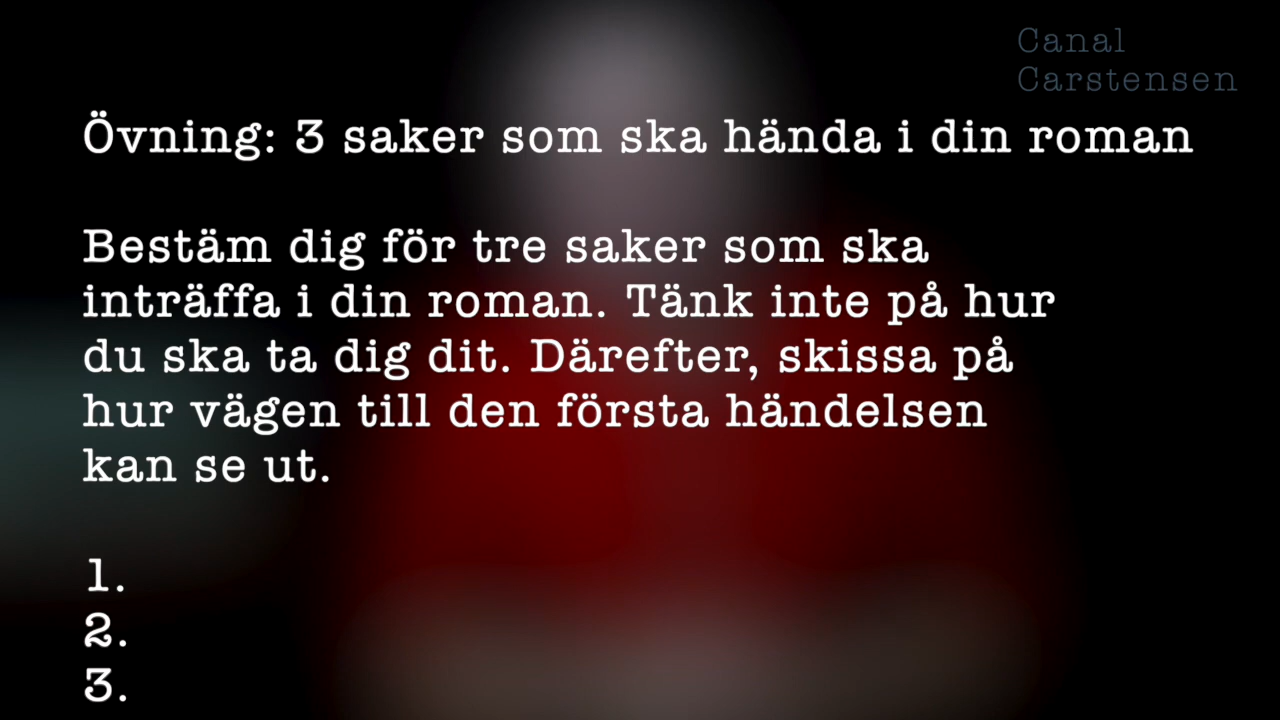 Canal
Carstensen
Övning: 3 saker som ska hända i din roman
Bestäm dig för tre saker som ska
inträffa i din roman. Tänk inte på hur
du ska ta dig dit. Därefter, skissa på
hur vägen till den första händelsen
kan se ut.
1.
2.
3.